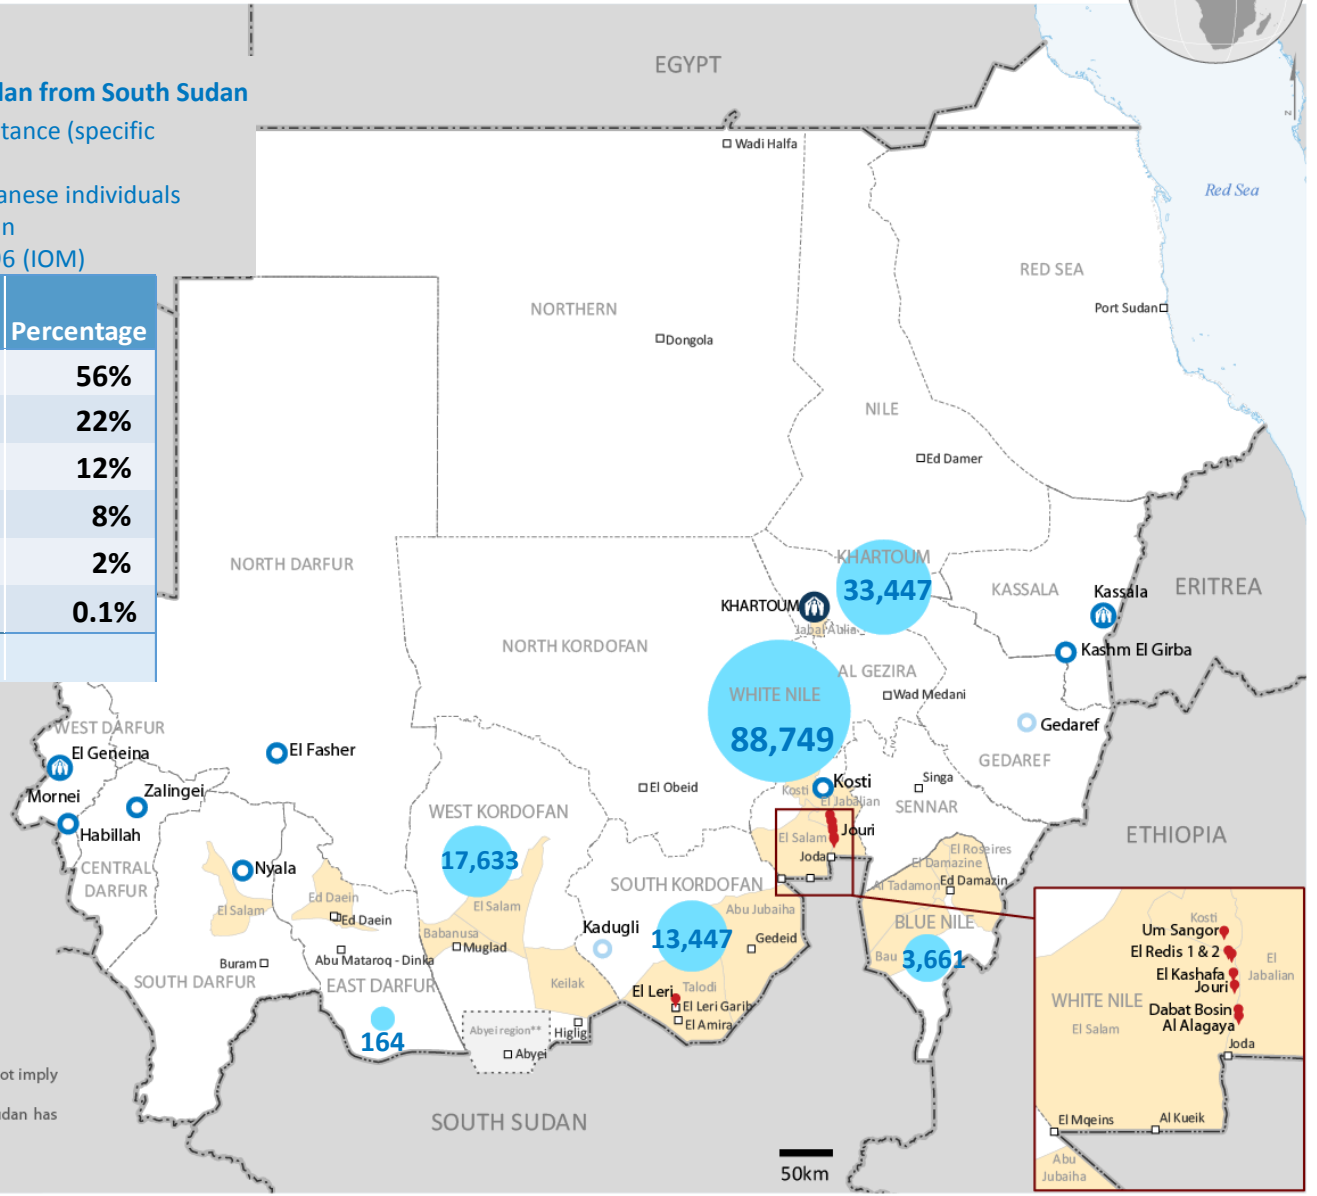 EGYPT
dan from South Sudan
tance (specific
anese individuals
n
96 (IOM)
Percentage
56%
22%
12%
8%
2%
0.1%
Wadi Halfa
Red Sea
N
RED SEA
Port Sudan
NORTHERN
Dongola
NILE
Ed Damer
NORTH DARFUR
KHARTOUM
33,447
KHARTOUM
Jabal Aulia
KASSALA
Kassala
ERITREA
Kashm El Girba
NORTH KORDOFAN
AL GEZIRA
WHITE NILE
88,749
Wad Medani
Gedaref
GEDAREF
WEST DARFUR
El Geneina
El Fasher
Mornei
Zalingei
Habillah
El Obeid
Kosti
Kosti
El Jabalian
Singa
SENNAR
WEST KORDOFAN
17,633
El Salam
Jouri
Joda
ETHIOPIA
CENTRAL
DARFUR
Nyala
El Salam
Ed Daein
Ed Daein
El Salam
SOUTH KORDOFAN
Abu Jubaiha
El Roseires
El Damazine
Al Tadamon
Ed Damazin
BLUE NILE
Bau
3,661
Babanusa
Muglad
Kadugli
13,447
Gedeid
Abu Mataroq - Dinka
Buram
SOUTH DARFUR
EAST DARFUR
164
Keilak
El Leri
Talodi
El Leri Garib
El Amira
Abyei region**
Higlig
Abyei
SOUTH SUDAN
50km
ot imply
udan has
Kosti
Um Sangor
El Redis 1 & 2
El
Jabalian
El Kashafa
Jouri
WHITE NILE
Dabat Bosin
El Salam
Al Alagaya
Joda
El Mqeins
Al Kueik
Abu
Jubaiha